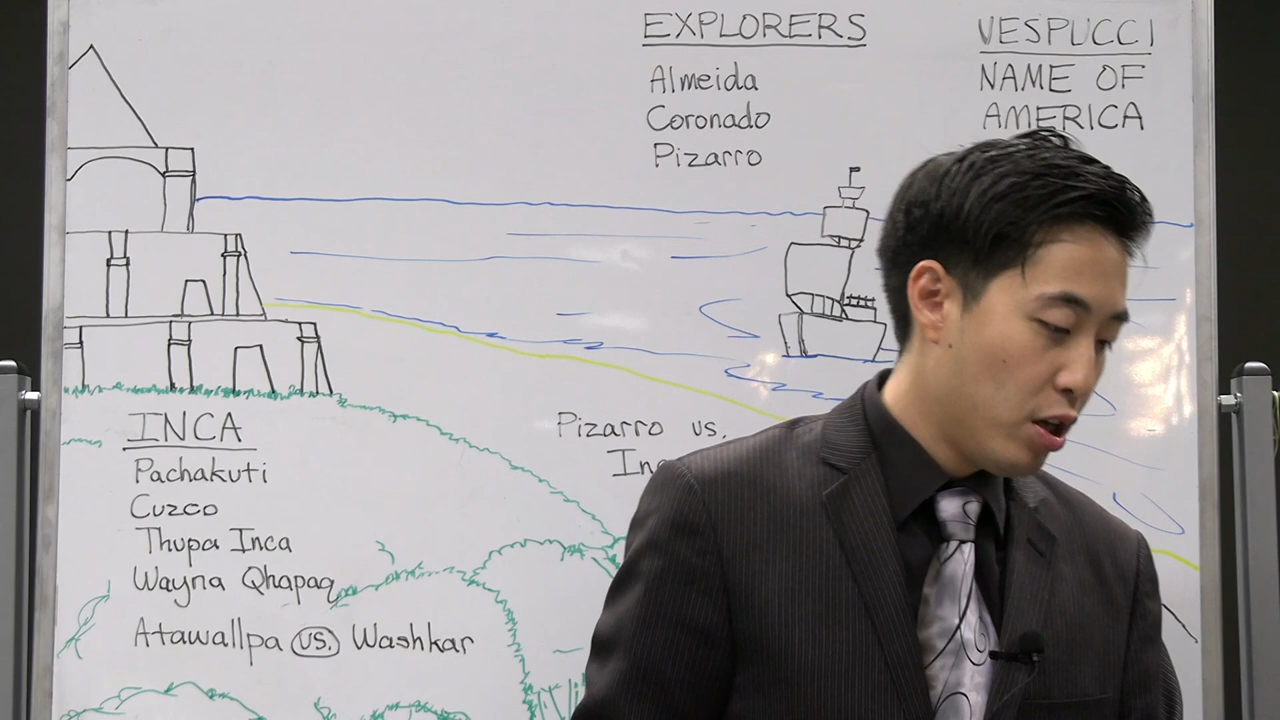 EXPLORERS
Almeida
Coronado
Pizarro
VESPUCCI
NAME OF
AMERICA
INCA
Pachakuti
Cuzco
Thupa Inca
Wayna Qhapaq
Atawallpa vs. Washkar
Pizarro vs.